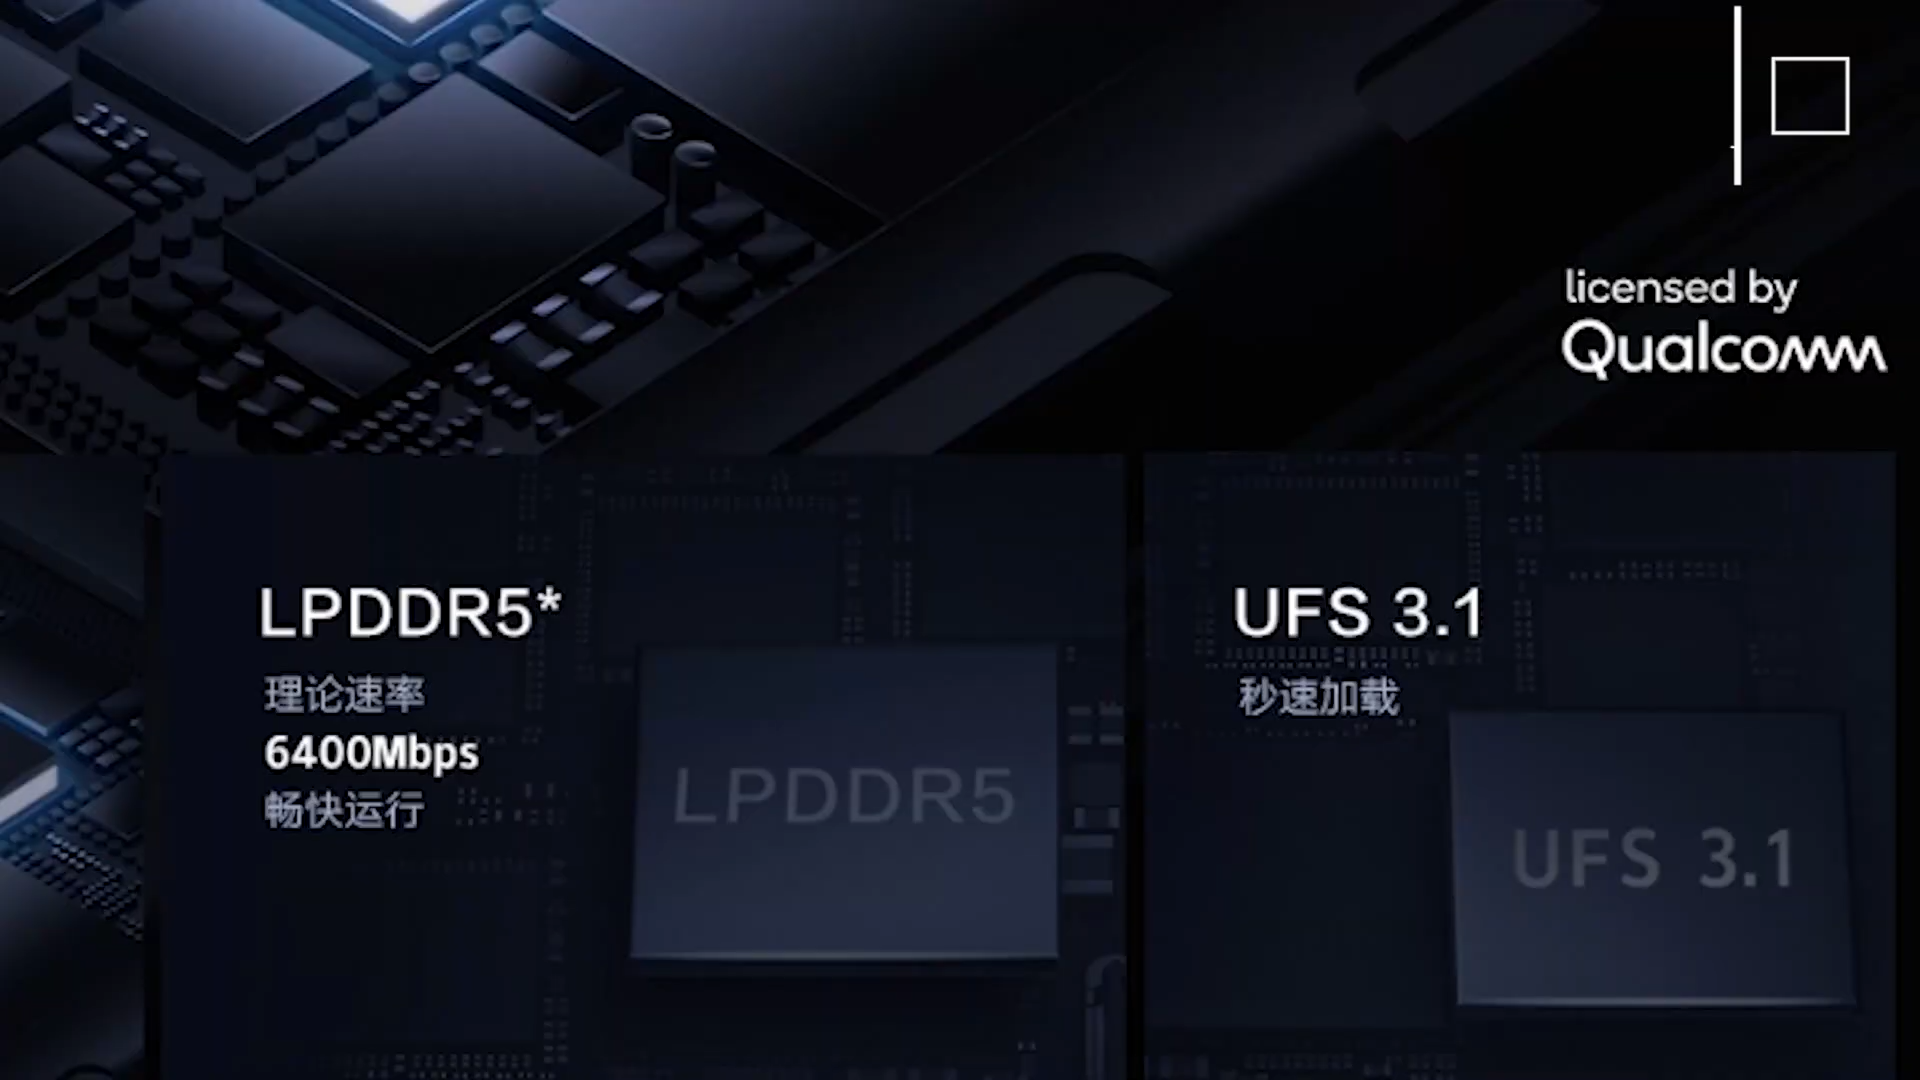 licensed by
Qualcomm
LPDDR5*
理论速率
6400Mbps
畅快运行
LPDDR5
UFS 3.1
秒速加载
UFS 3.1